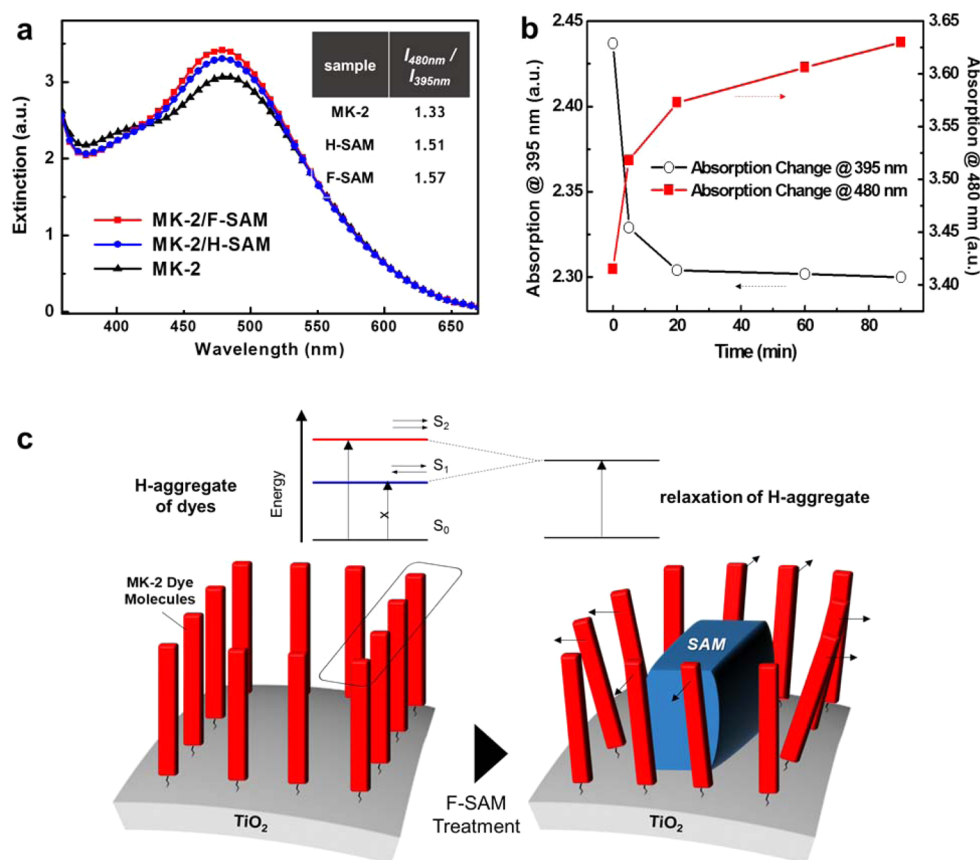 a
Extinction (a.u.)
3
2
1
0
400 450 500 550 600 650
Wavelength (nm)
sample I480nm / I395nm
MK-2 1.33
H-SAM 1.51
F-SAM 1.57
MK-2/F-SAM
MK-2/H-SAM
MK-2
b
Absorption @ 395 nm (a.u.)
2.45
2.40
2.35
2.30
Absorption Change @ 395 nm
Absorption Change @ 480 nm
3.65
3.60
3.55
3.50
3.45
3.40
Absorption @ 480 nm (a.u.)
0 20 40 60 80
Time (min)
c
H-aggregate
of dyes
Energy
S2
S1
x
S0
relaxation of H-aggregate
MK-2 Dye
Molecules
TiO2
F-SAM
Treatment
SAM
TiO2